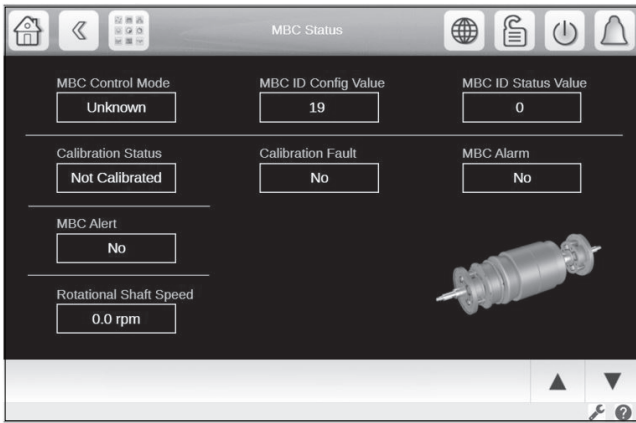 MBC Status
MBC Control Mode
Unknown
MBC ID Config Value
19
MBC ID Status Value
0
Calibration Status
Not Calibrated
Calibration Fault
No
MBC Alarm
No
MBC Alert
No
Rotational Shaft Speed
0.0 rpm